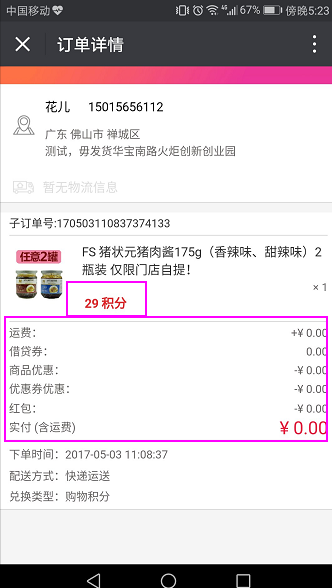 中国移动 67% 傍晚5:23
订单详情
花儿 15015656112
广东 佛山市 禅城区
测试，毋发货华宝南路火炬创新创业园
暂无物流信息
子订单号:170503110837374133
任意2罐
FS 猪状元猪肉酱175g（香辣味、甜辣味）2
瓶装 仅限门店自提!
× 1
29 积分
运费: +¥ 0.00
借贷券: 0.00
商品优惠: -¥ 0.00
优惠券优惠: -¥ 0.00
红包: -¥ 0.00
实付 (含运费) ¥ 0.00
下单时间: 2017-05-03 11:08:37
配送方式: 快递运送
兑换类型: 购物积分